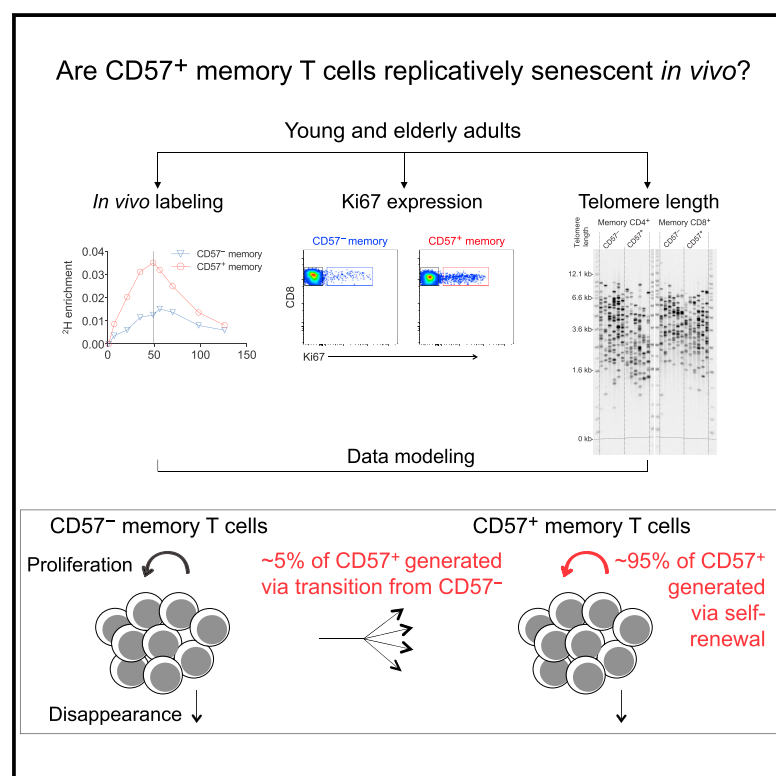 Are CD57⁺ memory T cells replicatively senescent in vivo?
Young and elderly adults
In vivo labeling
Ki67 expression
Telomere length
0.04
0.03
0.02
0.01
0.00
²H enrichment
CD57⁻ memory
CD57⁺ memory
0
50
100
150
CD57⁻ memory
CD57⁺ memory
CD8
Ki67
Telomere
length
Memory CD4⁺
Memory CD8⁺
CD57⁻
CD57⁺
CD57⁻
CD57⁺
12.1 kb
6.6 kb
3.6 kb
1.6 kb
0 kb
Data modeling
CD57⁻ memory T cells
CD57⁺ memory T cells
Proliferation
~5% of CD57⁺ generated
via transition from CD57⁻
~95% of CD57⁺
generated
via self-
renewal
Disappearance